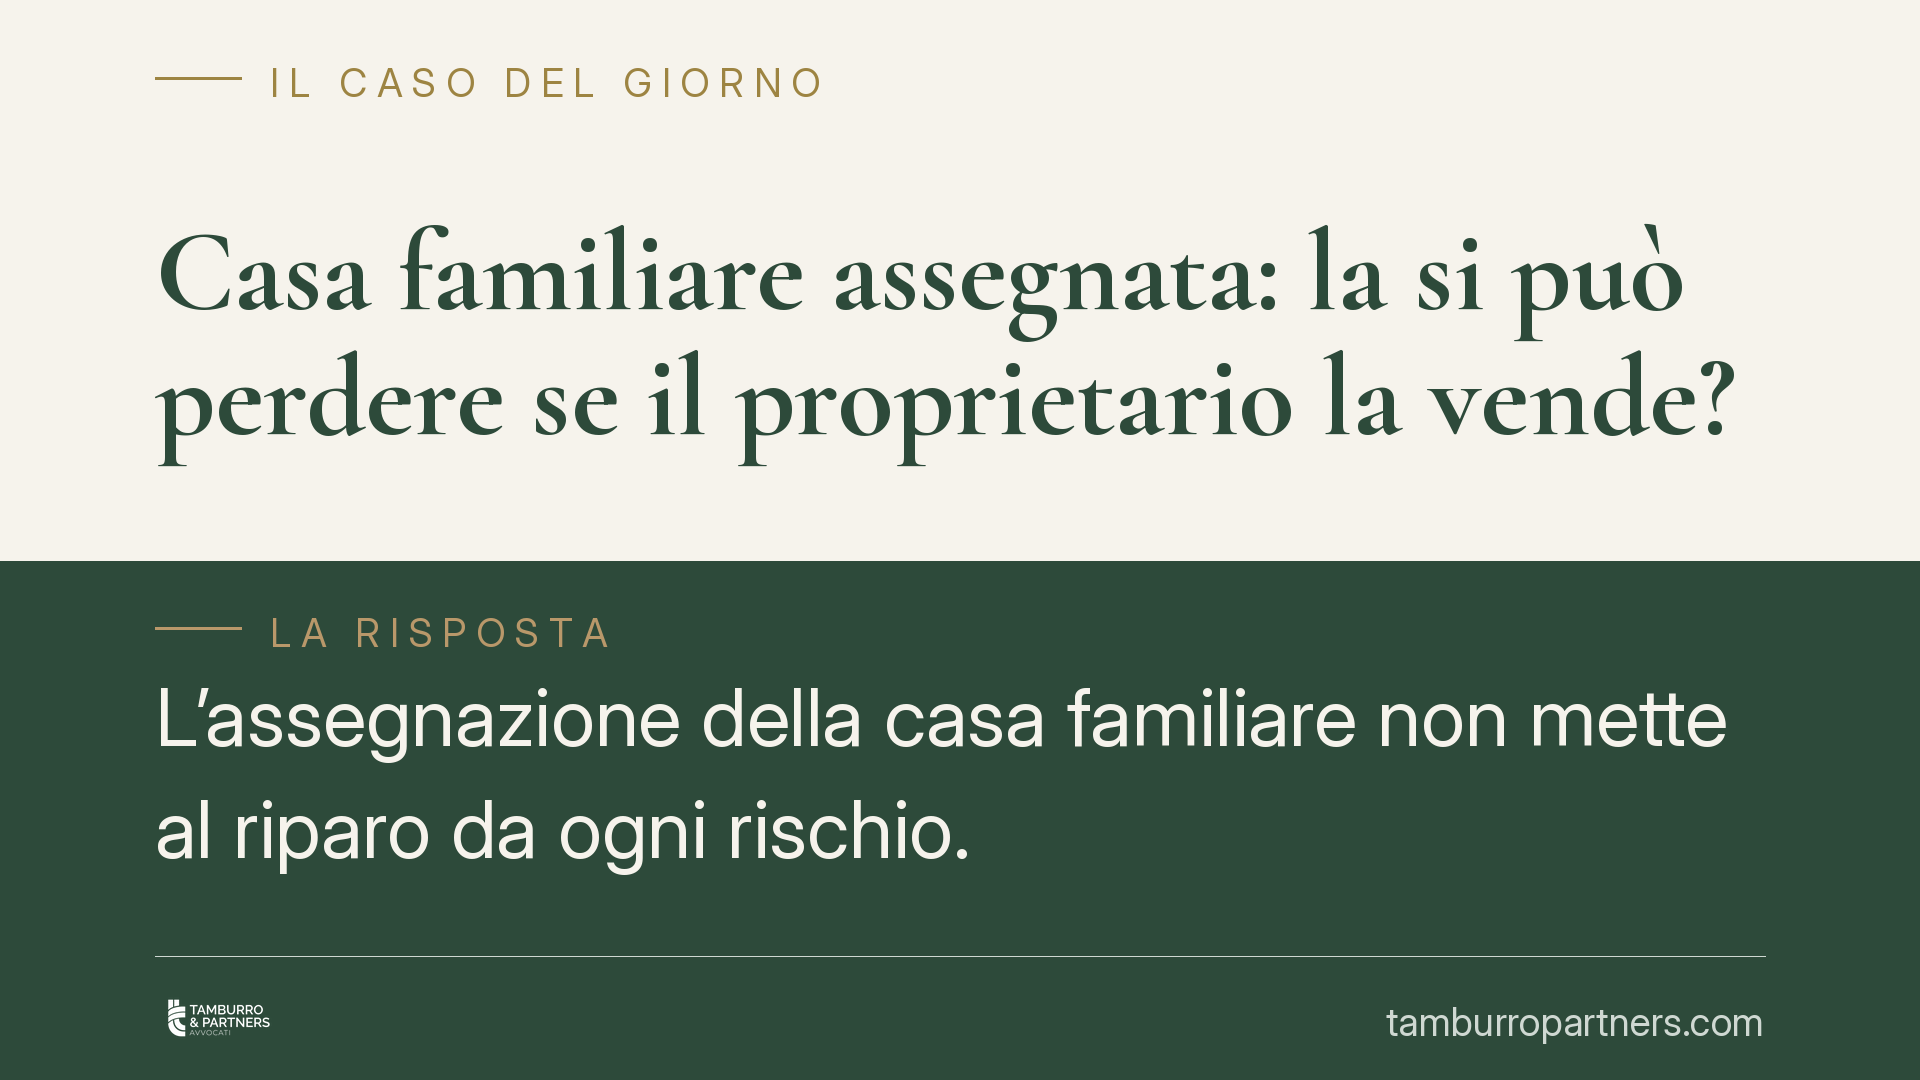 IL CASO DEL GIORNO
Casa familiare assegnata: la si può
perdere se il proprietario la vende?
LA RISPOSTA
L’assegnazione della casa familiare non mette
al riparo da ogni rischio.
TAMBURRO
& PARTNERS
AVVOCATI
tamburropartners.com